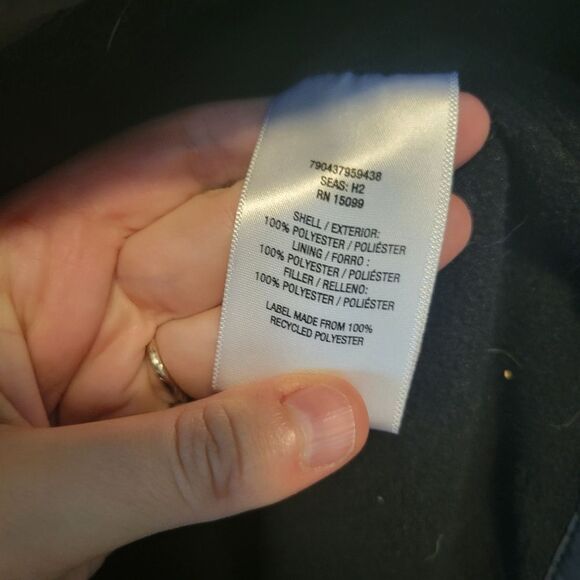 790437959438
SEAS: H2
RN 15099
SHELL / EXTERIOR:
100% POLYESTER / POLIÉSTER
LINING / FORRO :
100% POLYESTER / POLIÉSTER
FILLER / RELLENO:
100% POLYESTER / POLIÉSTER
LABEL MADE FROM 100%
RECYCLED POLYESTER